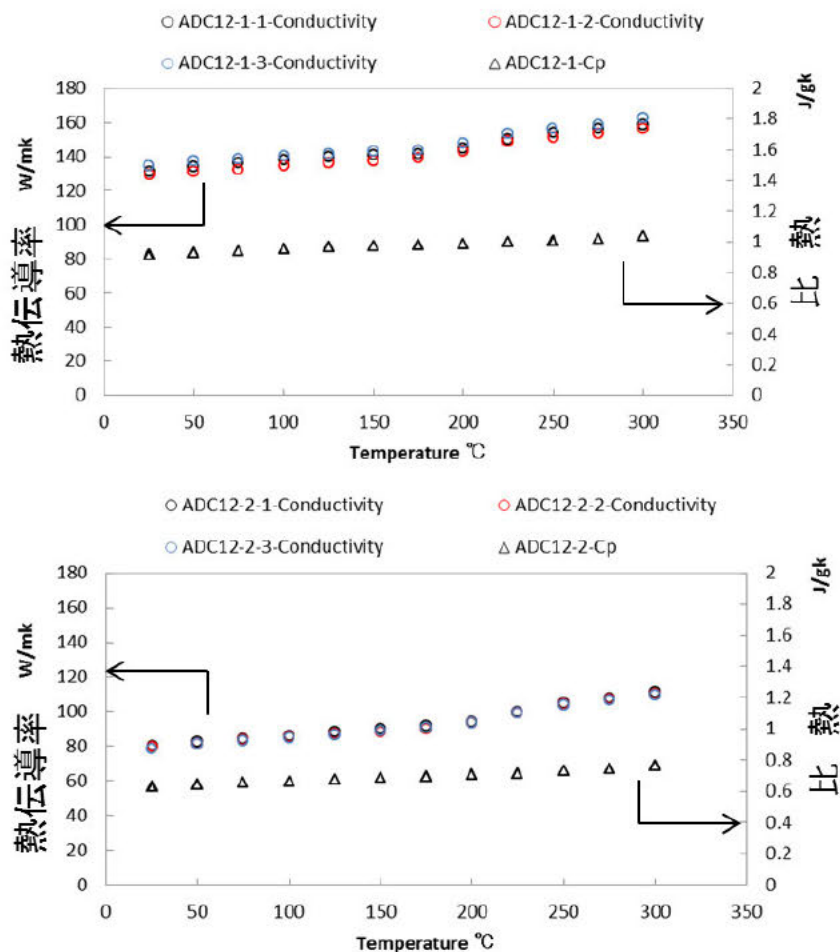 ADC12-1-1-Conductivity
ADC12-1-2-Conductivity
ADC12-1-3-Conductivity
ADC12-1-Cp
熱伝導率 W/mk
180
160
140
120
100
80
60
40
20
0
2
1.8
1.6
1.4
1.2
1
0.8
0.6
0.4
0.2
0
比熱 J/gk
0 50 100 150 200 250 300 350
Temperature ℃
ADC12-2-1-Conductivity
ADC12-2-2-Conductivity
ADC12-2-3-Conductivity
ADC12-2-Cp
熱伝導率 W/mk
180
160
140
120
100
80
60
40
20
0
2
1.8
1.6
1.4
1.2
1
0.8
0.6
0.4
0.2
0
比熱 J/gk
0 50 100 150 200 250 300 350
Temperature ℃